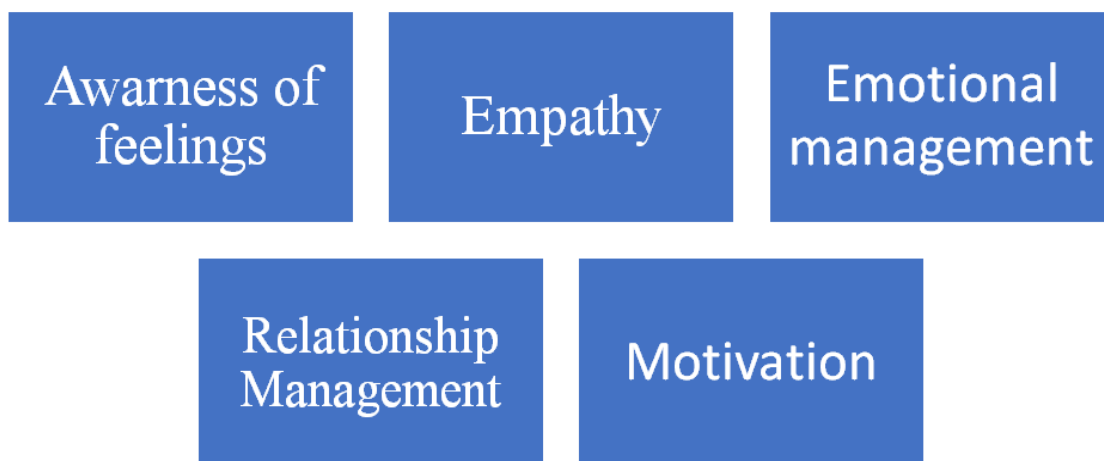 Awarness of
feelings
Empathy
Emotional
management
Relationship
Management
Motivation